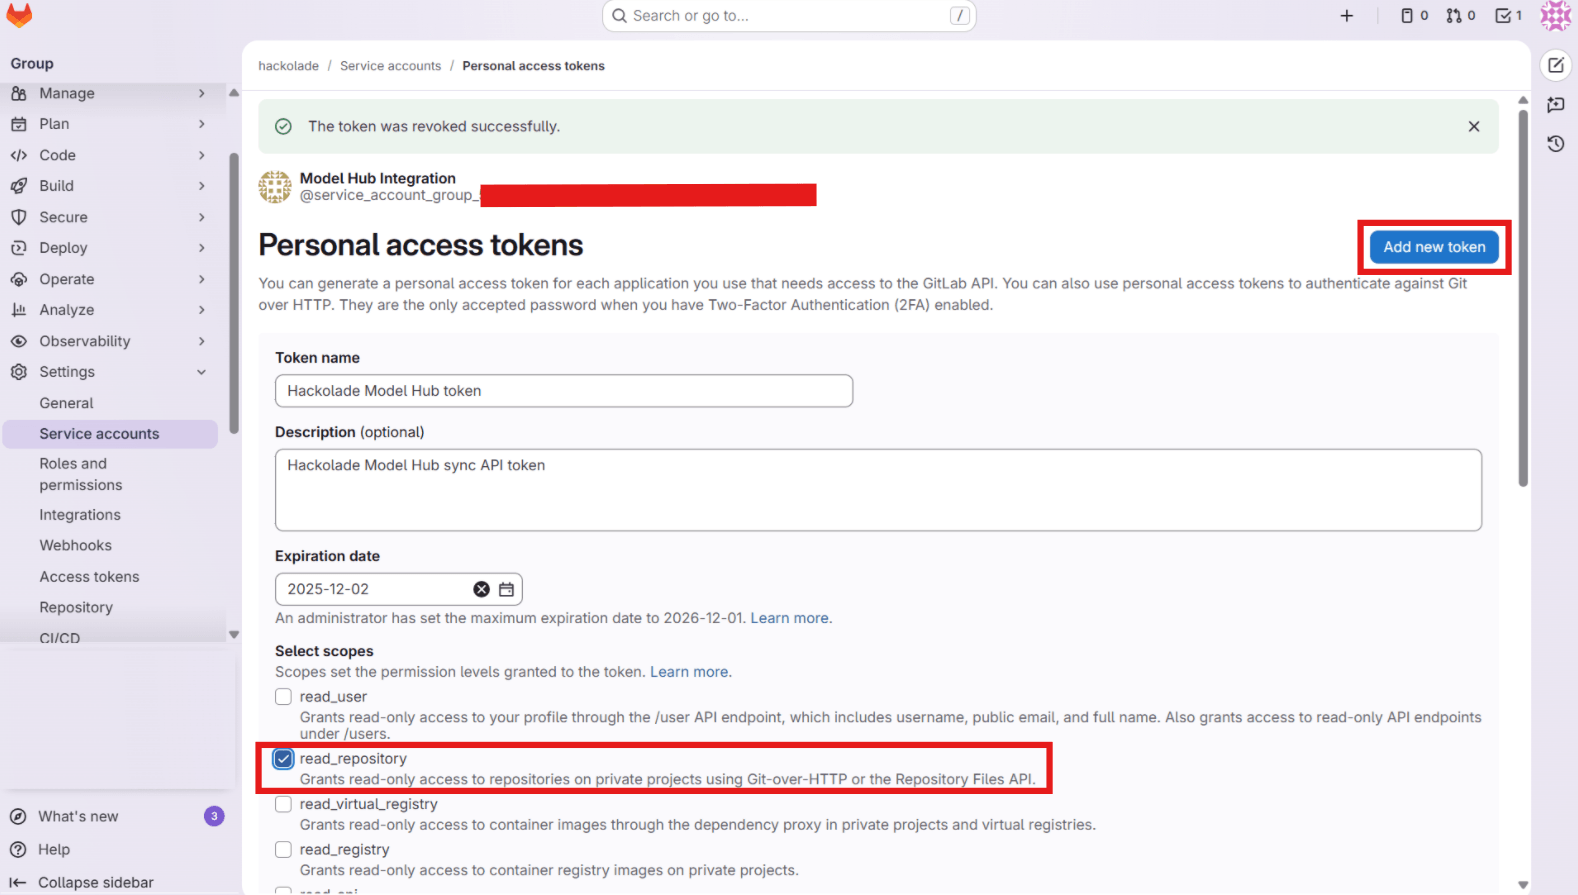 Search or go to...
/
0
0
1
Group
Manage
Plan
Code
Build
Secure
Deploy
Operate
Analyze
Observability
Settings
General
Service accounts
Roles and
permissions
Integrations
Webhooks
Access tokens
Repository
CI/CD
What's new
3
Help
Collapse sidebar
hackolade / Service accounts / Personal access tokens
The token was revoked successfully.
Model Hub Integration
@service_account_group_
Personal access tokens
Add new token
You can generate a personal access token for each application you use that needs access to the GitLab API. You can also use personal access tokens to authenticate against Git
over HTTP. They are the only accepted password when you have Two-Factor Authentication (2FA) enabled.
Token name
Hackolade Model Hub token
Description (optional)
Hackolade Model Hub sync API token
Expiration date
2025-12-02
An administrator has set the maximum expiration date to 2026-12-01. Learn more.
Select scopes
Scopes set the permission levels granted to the token. Learn more.
read_user
Grants read-only access to your profile through the /user API endpoint, which includes username, public email, and full name. Also grants access to read-only API endpoints
under /users.
read_repository
Grants read-only access to repositories on private projects using Git-over-HTTP or the Repository Files API.
read_virtual_registry
Grants read-only access to container images through the dependency proxy in private projects and virtual registries.
read_registry
Grants read-only access to container registry images on private projects.